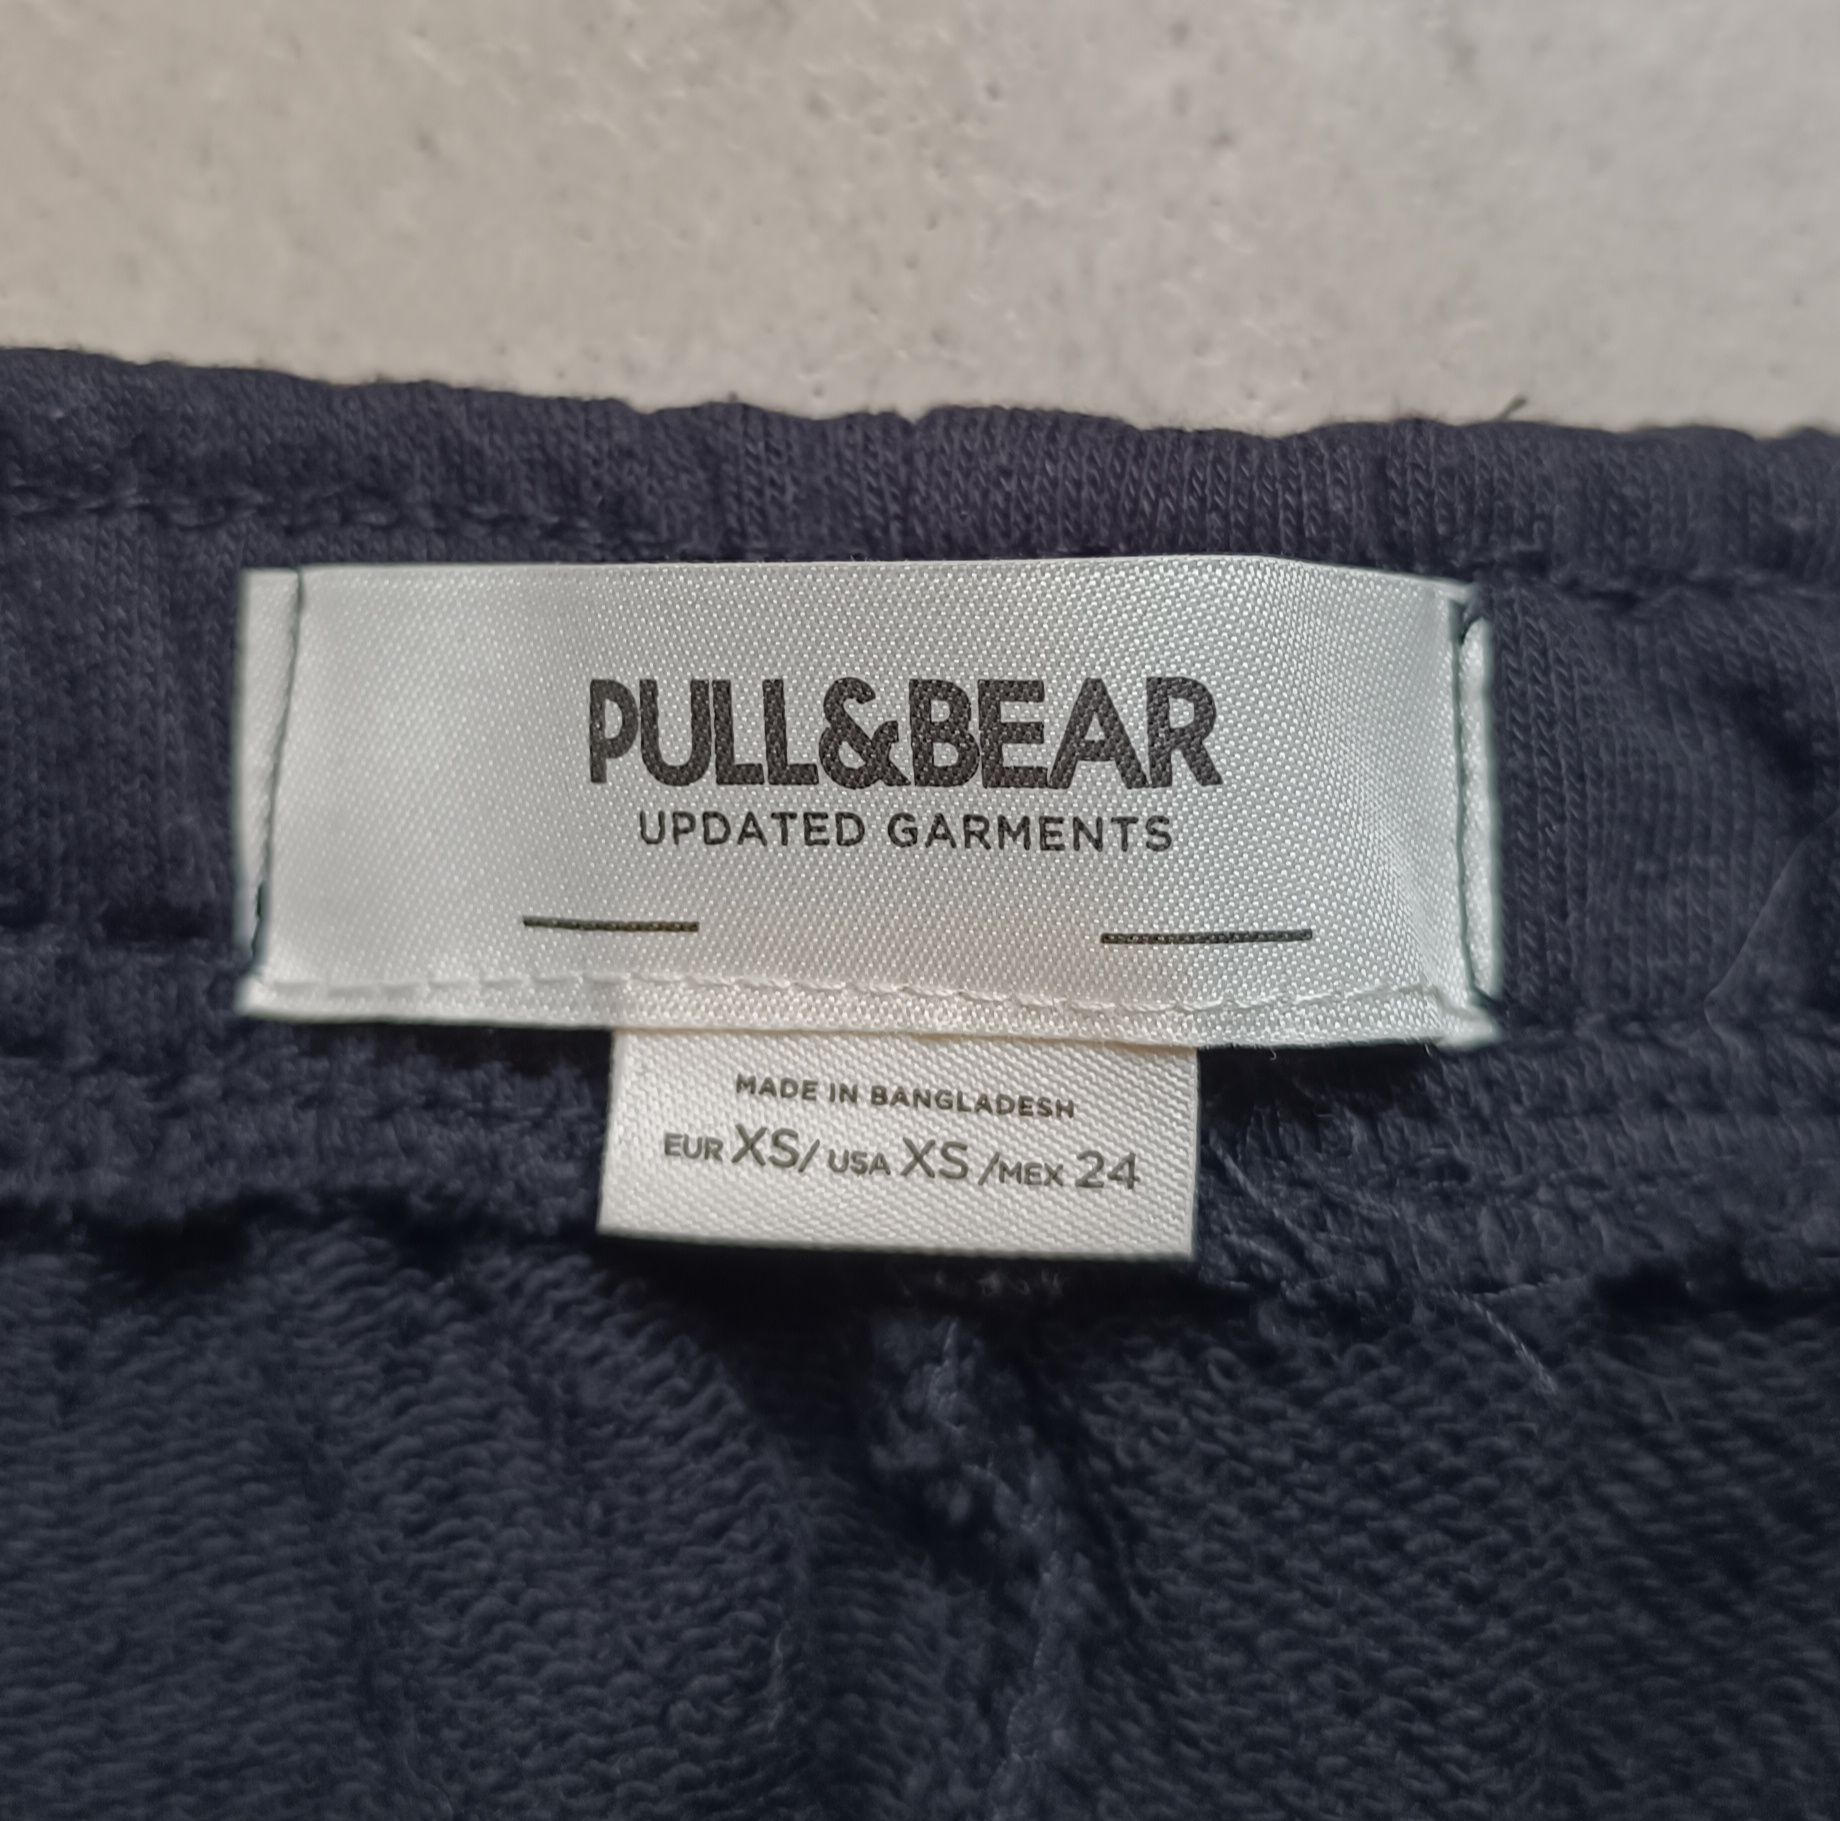 PULL&BEAR
UPDATED GARMENTS
MADE IN BANGLADESH
EUR XS/ USA XS /MEX 24